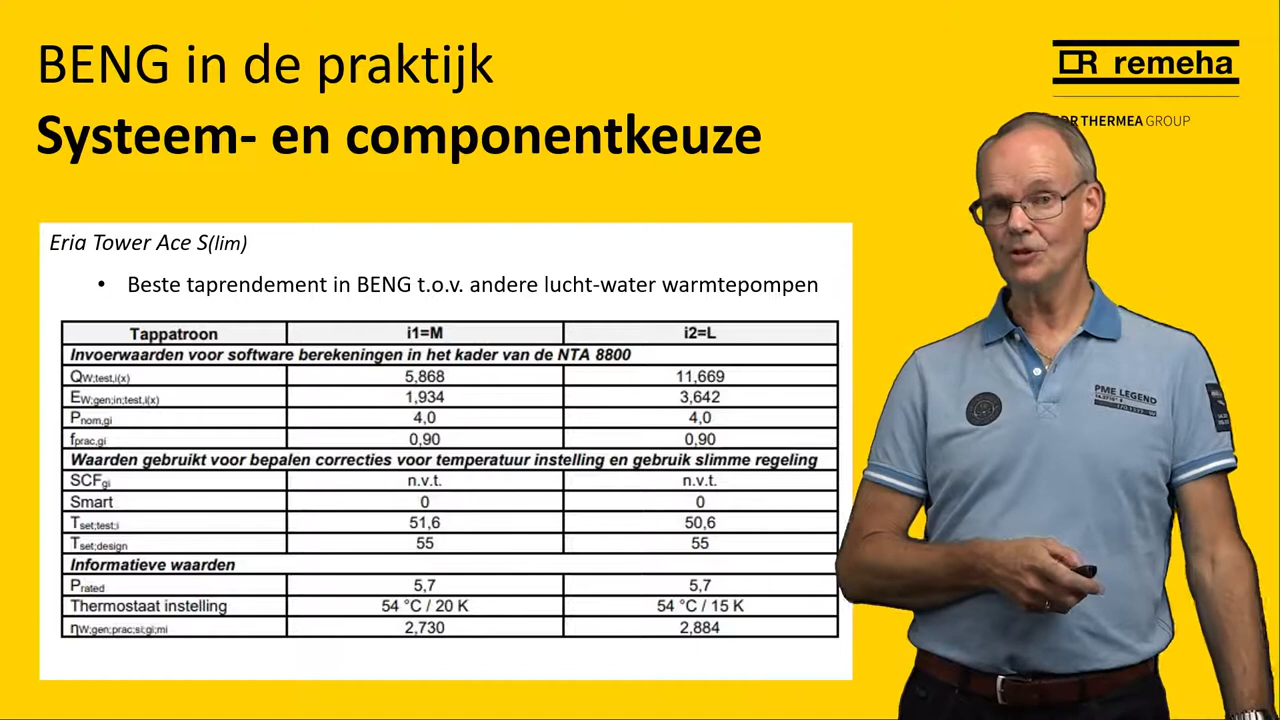 BENG in de praktijk
Systeem- en componentkeuze
remeha
THERMEA GROUP
Eria Tower Ace S(lim)
• Beste taprendement in BENG t.o.v. andere lucht-water warmtepompen
Tappatroon i1=M i2=L
Invoerwaarden voor software berekeningen in het kader van de NTA 8800
QW;test,i(x) 5,868 11,669
EW;gen;in;test,i(x) 1,934 3,642
Pnom,gi 4,0 4,0
fprac,gi 0,90 0,90
Waarden gebruikt voor bepalen correcties voor temperatuur instelling en gebruik slimme regeling
SCFgi n.v.t. n.v.t.
Smart 0 0
Tset;test;i 51,6 50,6
Tset;design 55 55
Informatieve waarden
Prated 5,7 5,7
Thermostaat instelling 54 °C / 20 K 54 °C / 15 K
ηW;gen;prac;si;gi;mi 2,730 2,884
PME LEGEND